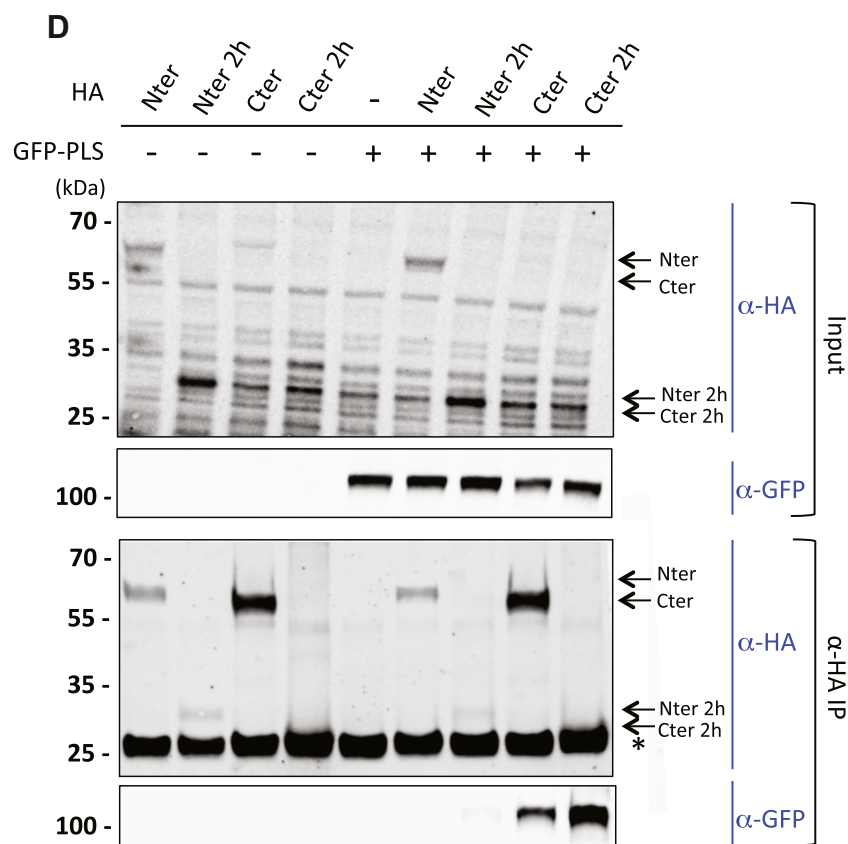 D
HA Nter Nter 2h Cter Cter 2h - Nter Nter 2h Cter Cter 2h
GFP-PLS - - - - + + + + +
(kDa)
70 -
Nter
55 -
Cter
α-HA
35 -
Nter 2h
25 -
Cter 2h
Input
100 -
α-GFP
70 -
Nter
Cter
55 -
α-HA
35 -
Nter 2h
Cter 2h
*
25 -
α-HA IP
100 -
α-GFP